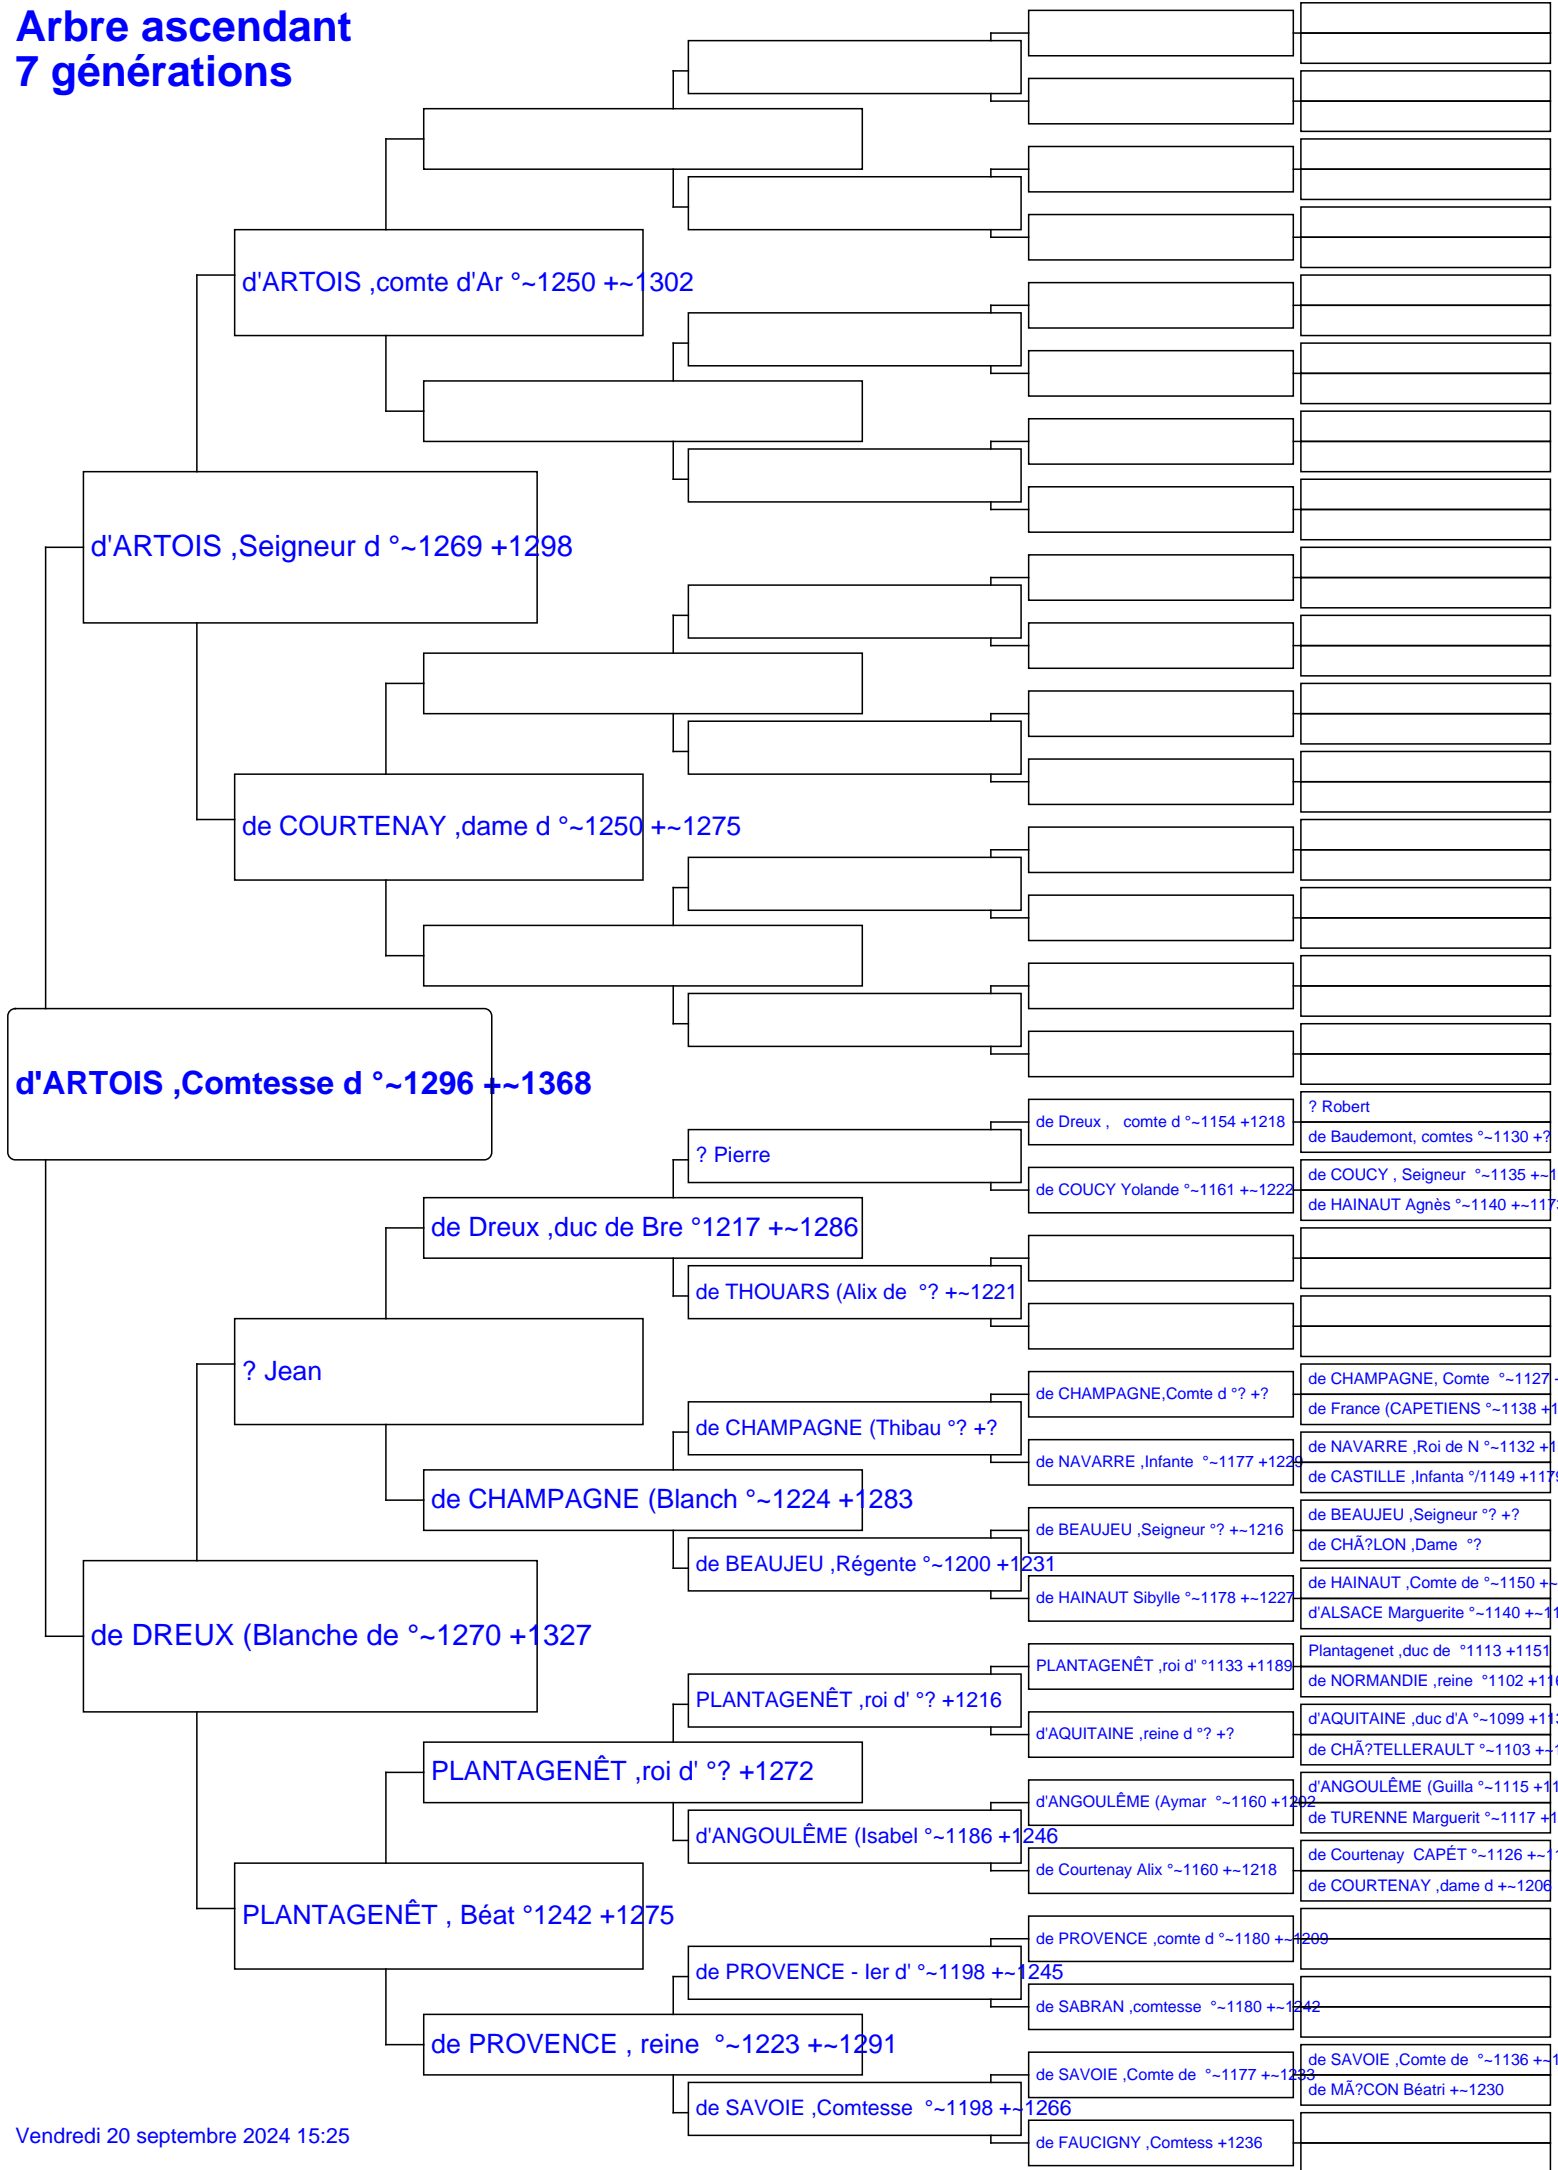 Arbre ascendant
7 générations
d'ARTOIS ,comte d'Ar °~1250 +~1302
d'ARTOIS ,Seigneur d °~1269 +1298
de COURTENAY ,dame d °~1250 +~1275
d'ARTOIS ,Comtesse d °~1296 +~1368
? Robert
de Dreux , comte d °~1154 +1218
de Baudemont, comtes °~1130 +?
? Pierre
de COUCY , Seigneur °~1135 +~1
de COUCY Yolande °~1161 +~1222
de HAINAUT Agnès °~1140 +~1173
de Dreux ,duc de Bre °1217 +~1286
de THOUARS (Alix de °? +~1221
? Jean
de CHAMPAGNE, Comte °~1127 +
de CHAMPAGNE,Comte d °? +?
de France (CAPETIENS °~1138 +1
de CHAMPAGNE (Thibau °? +?
de NAVARRE ,Roi de N °~1132 +1
de NAVARRE ,Infante °~1177 +1229
de CASTILLE ,Infanta °/1149 +1179
de CHAMPAGNE (Blanch °~1224 +1283
de BEAUJEU ,Seigneur °? +?
de BEAUJEU ,Seigneur °? +~1216
de CHÃ?LON ,Dame °?
de BEAUJEU ,Régente °~1200 +1231
de HAINAUT ,Comte de °~1150 +~
de HAINAUT Sibylle °~1178 +~1227
d'ALSACE Marguerite °~1140 +~11
de DREUX (Blanche de °~1270 +1327
Plantagenet ,duc de °1113 +1151
PLANTAGENÊT ,roi d' °1133 +1189
de NORMANDIE ,reine °1102 +116
PLANTAGENÊT ,roi d' °? +1216
d'AQUITAINE ,duc d'A °~1099 +113
d'AQUITAINE ,reine d °? +?
de CHÃ?TELLERAULT °~1103 +~1
PLANTAGENÊT ,roi d' °? +1272
d'ANGOULÊME (Guilla °~1115 +11
d'ANGOULÊME (Aymar °~1160 +1202
de TURENNE Marguerit °~1117 +1
d'ANGOULÊME (Isabel °~1186 +1246
de Courtenay CAPÉT °~1126 +~11
de Courtenay Alix °~1160 +~1218
de COURTENAY ,dame d +~1206
PLANTAGENÊT , Béat °1242 +1275
de PROVENCE ,comte d °~1180 +~1209
de PROVENCE - Ier d' °~1198 +~1245
de SABRAN ,comtesse °~1180 +~1242
de PROVENCE , reine °~1223 +~1291
de SAVOIE ,Comte de °~1136 +~1
de SAVOIE ,Comte de °~1177 +~1233
de MÃ?CON Béatri +~1230
de SAVOIE ,Comtesse °~1198 +~1266
de FAUCIGNY ,Comtess +1236
Vendredi 20 septembre 2024 15:25